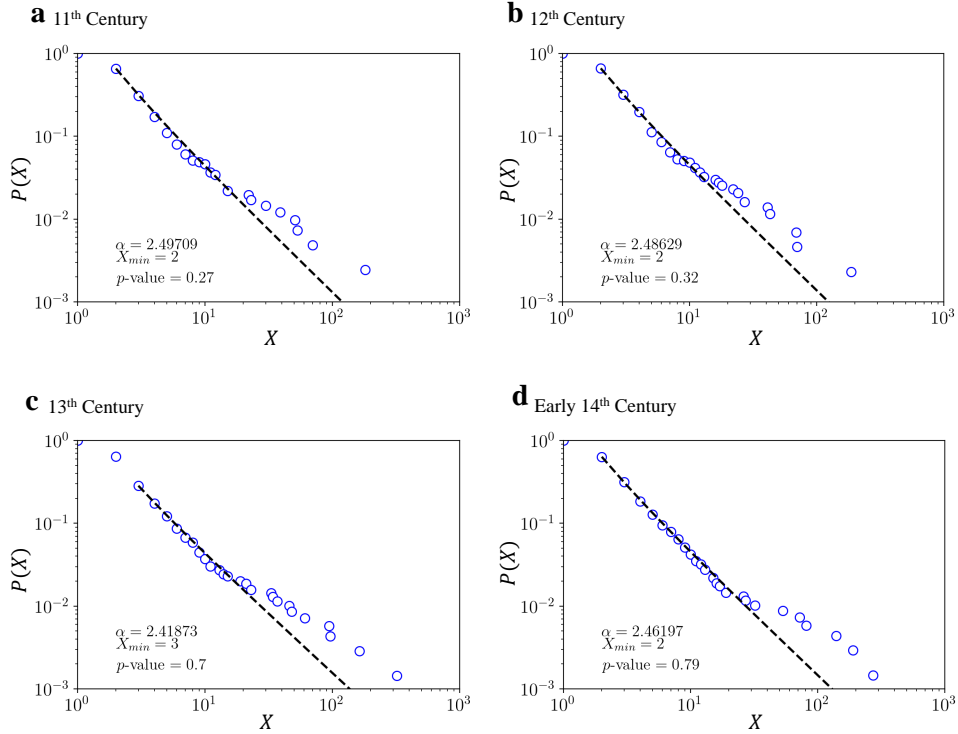 a 11th Century
10^0
10^-1
10^-2
10^-3
P(X)
α = 2.49709
X_min = 2
p-value = 0.27
10^0 10^1 10^2 10^3
X
b 12th Century
10^0
10^-1
10^-2
10^-3
P(X)
α = 2.48629
X_min = 2
p-value = 0.32
10^0 10^1 10^2 10^3
X
c 13th Century
10^0
10^-1
10^-2
10^-3
P(X)
α = 2.41873
X_min = 3
p-value = 0.7
10^0 10^1 10^2 10^3
X
d Early 14th Century
10^0
10^-1
10^-2
10^-3
P(X)
α = 2.46197
X_min = 2
p-value = 0.79
10^0 10^1 10^2 10^3
X